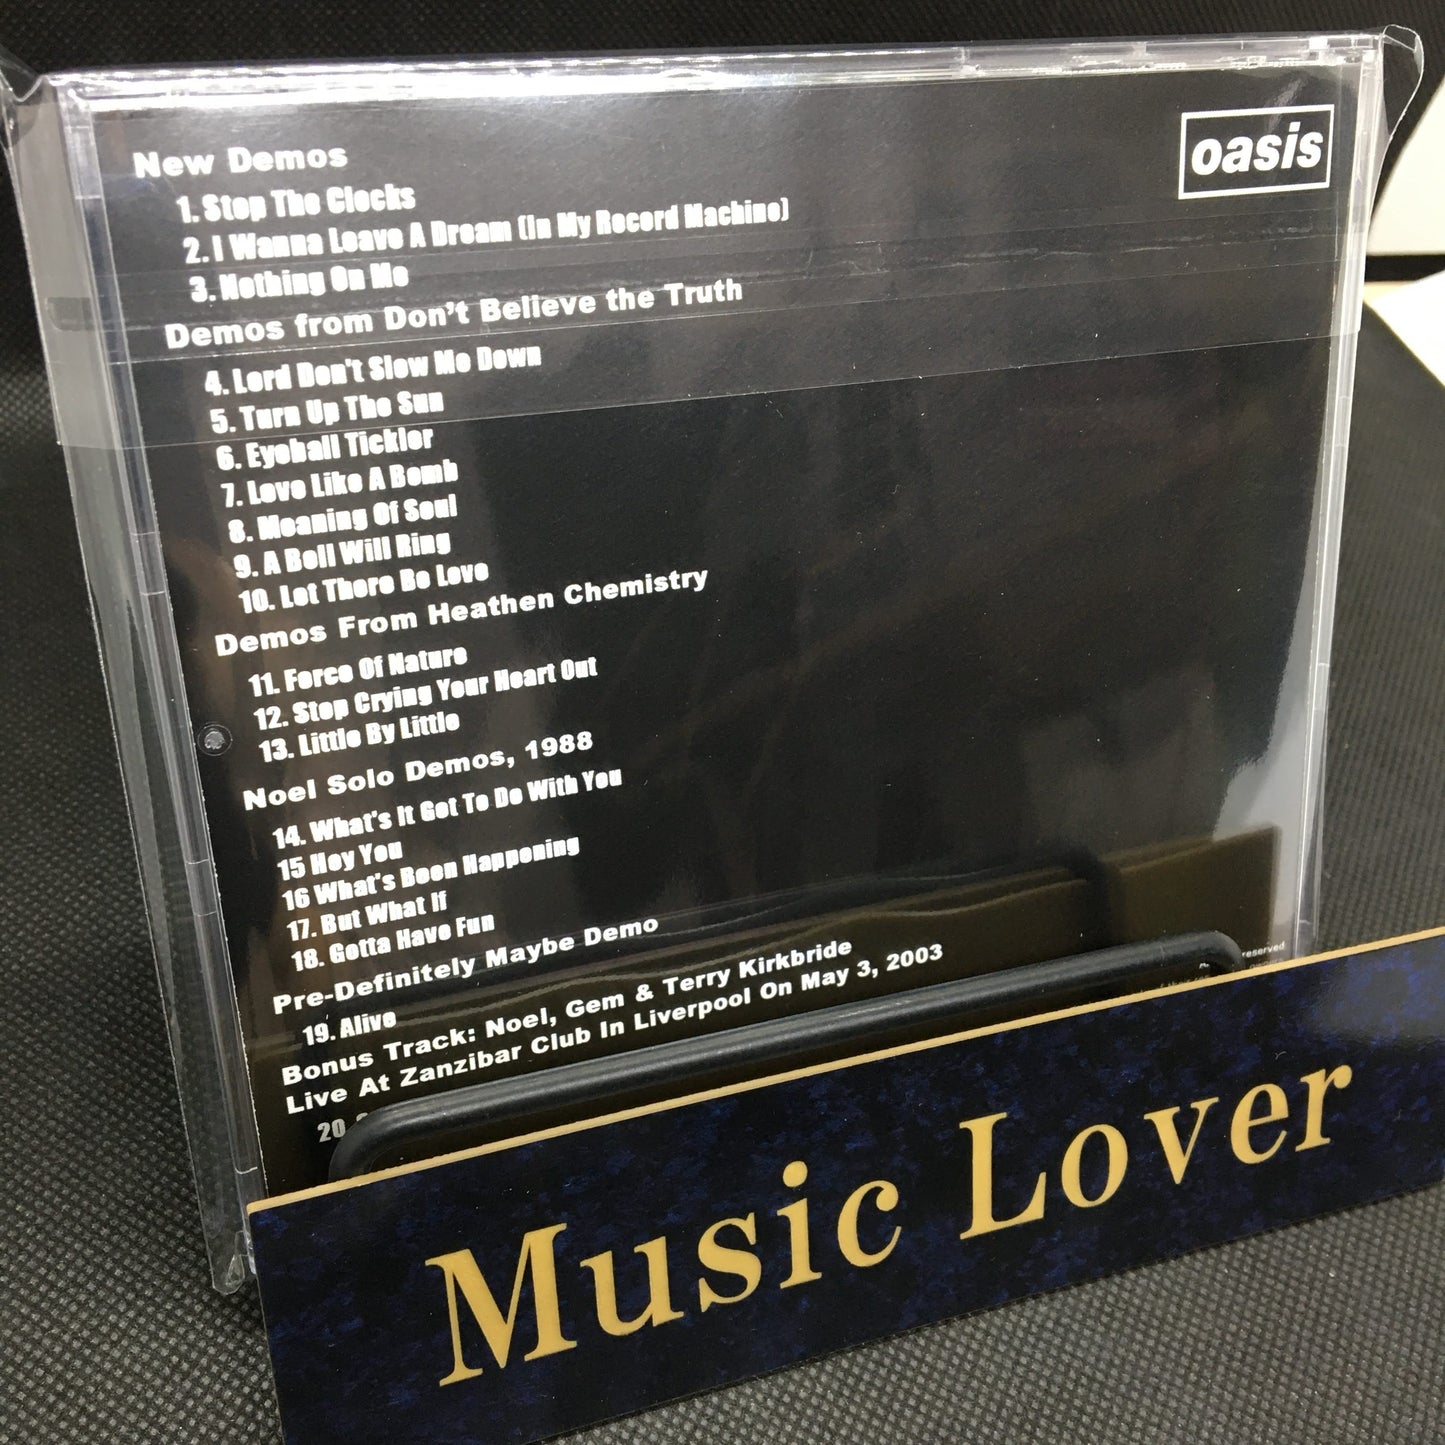 oasis
New Demos
1. Stop The Clocks
2. I Wanna Leave A Dream (In My Record Machine)
3. Nothing On Me
Demos from Don't Believe the Truth
4. Lord Don't Slow Me Down
5. Turn Up The Sun
6. Eyeball Tickler
7. Love Like A Bomb
8. Meaning Of Soul
9. A Bell Will Ring
10. Let There Be Love
Demos From Heathen Chemistry
11. Force Of Nature
12. Stop Crying Your Heart Out
13. Little By Little
Noel Solo Demos, 1988
14. What's It Got To Do With You
15 Hey You
16 What's Been Happening
17. But What If
18. Gotta Have Fun
Pre-Definitely Maybe Demo
19. Alive
Bonus Track: Noel, Gem & Terry Kirkbride
Live At Zanzibar Club In Liverpool On May 3, 2003
20.
reserved
Music Lover